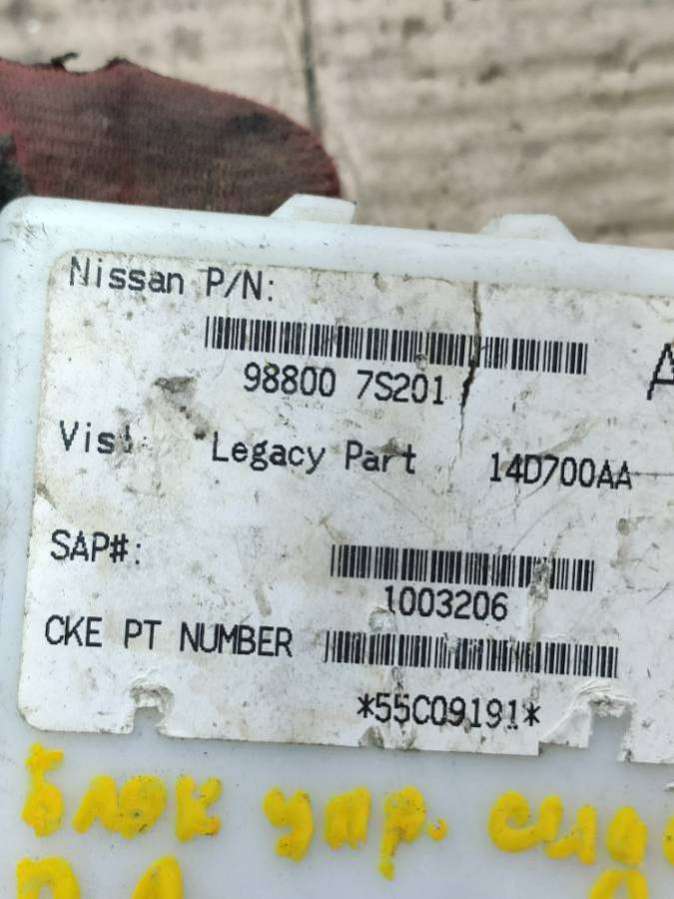 Nissan P/N:
98800 7S201
Legacy Part 14D700AA
SAP#:
1003206
CKE PT NUMBER
*55C09191*
Блок упр.